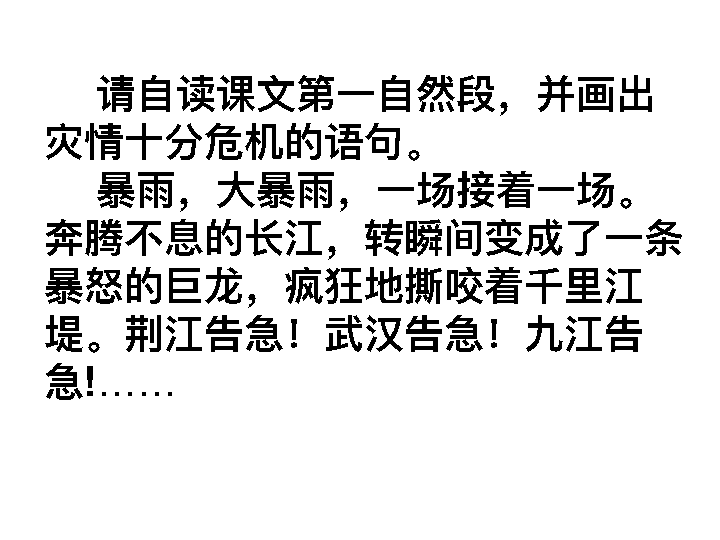 请自读课文第一自然段，并画出
灾情十分危机的语句。
暴雨，大暴雨，一场接着一场。
奔腾不息的长江，转瞬间变成了一条
暴怒的巨龙，疯狂地撕咬着千里江
堤。荆江告急！武汉告急！九江告
急!……